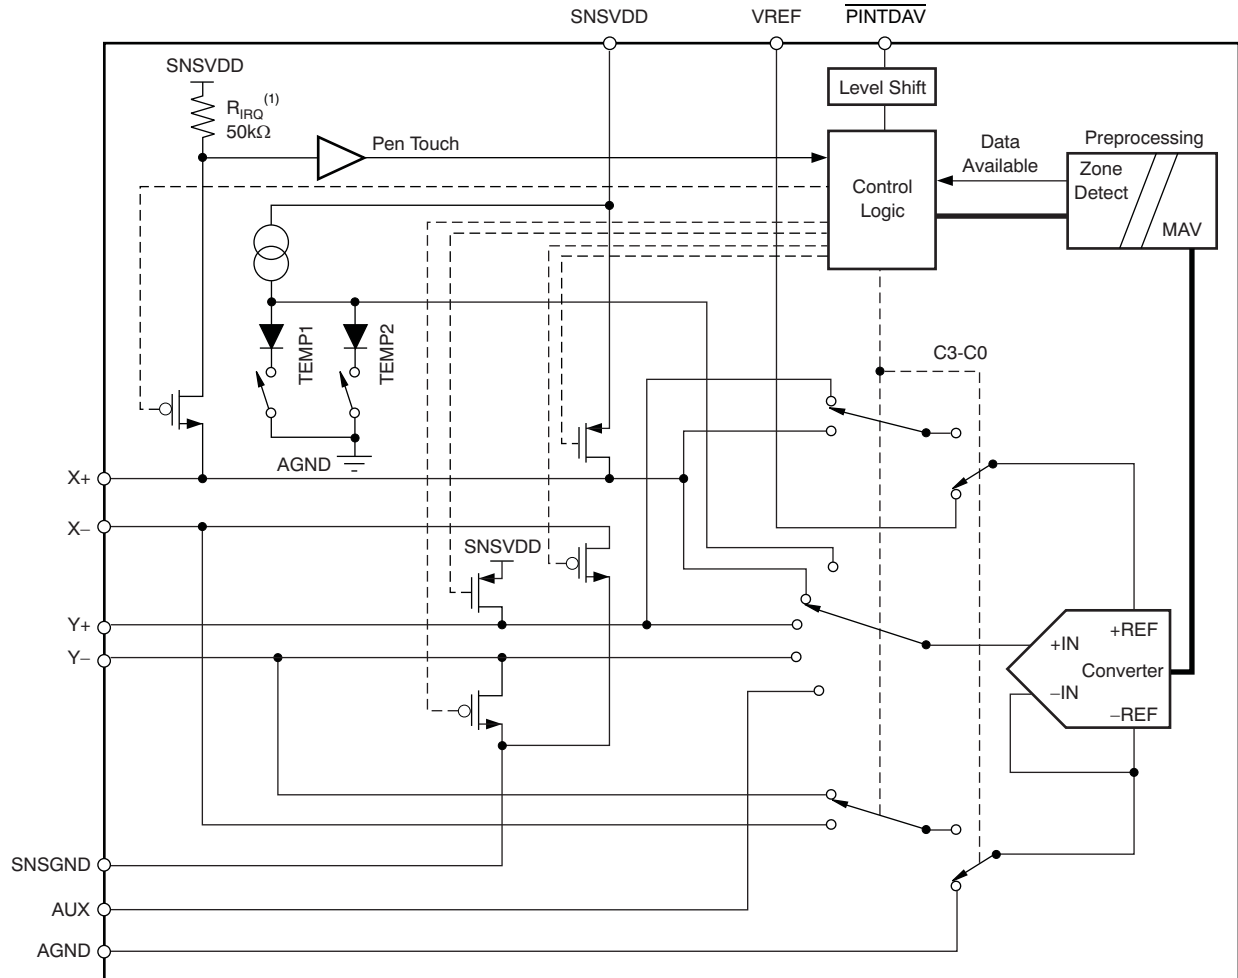 SNSVDD
VREF
PINTDAV
SNSVDD
RIRQ(1)
50kΩ
Pen Touch
Level Shift
Control
Logic
Data
Available
Preprocessing
Zone
Detect
MAV
TEMP1
TEMP2
C3-C0
AGND
X+
X–
SNSVDD
Y+
Y–
+IN
+REF
Converter
–IN
–REF
SNSGND
AUX
AGND